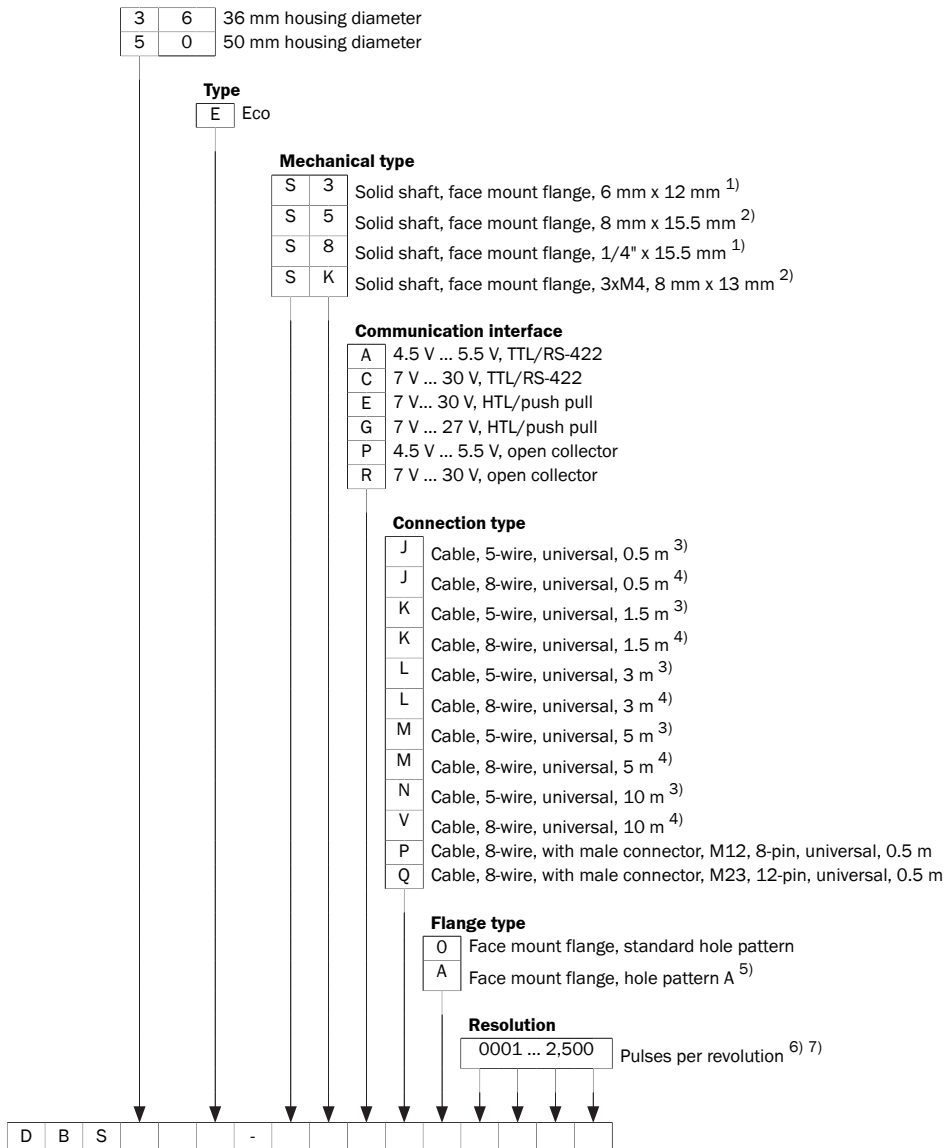 3 6 36 mm housing diameter
5 0 50 mm housing diameter
Type
E Eco
Mechanical type
S 3 Solid shaft, face mount flange, 6 mm x 12 mm 1)
S 5 Solid shaft, face mount flange, 8 mm x 15.5 mm 2)
S 8 Solid shaft, face mount flange, 1/4" x 15.5 mm 1)
S K Solid shaft, face mount flange, 3xM4, 8 mm x 13 mm 2)
Communication interface
A 4.5 V ... 5.5 V, TTL/RS-422
C 7 V ... 30 V, TTL/RS-422
E 7 V... 30 V, HTL/push pull
G 7 V ... 27 V, HTL/push pull
P 4.5 V ... 5.5 V, open collector
R 7 V ... 30 V, open collector
Connection type
J Cable, 5-wire, universal, 0.5 m 3)
J Cable, 8-wire, universal, 0.5 m 4)
K Cable, 5-wire, universal, 1.5 m 3)
K Cable, 8-wire, universal, 1.5 m 4)
L Cable, 5-wire, universal, 3 m 3)
L Cable, 8-wire, universal, 3 m 4)
M Cable, 5-wire, universal, 5 m 3)
M Cable, 8-wire, universal, 5 m 4)
N Cable, 5-wire, universal, 10 m 3)
V Cable, 8-wire, universal, 10 m 4)
P Cable, 8-wire, with male connector, M12, 8-pin, universal, 0.5 m
Q Cable, 8-wire, with male connector, M23, 12-pin, universal, 0.5 m
Flange type
0 Face mount flange, standard hole pattern
A Face mount flange, hole pattern A 5)
Resolution
0001 ... 2,500 Pulses per revolution 6) 7)
D B S -